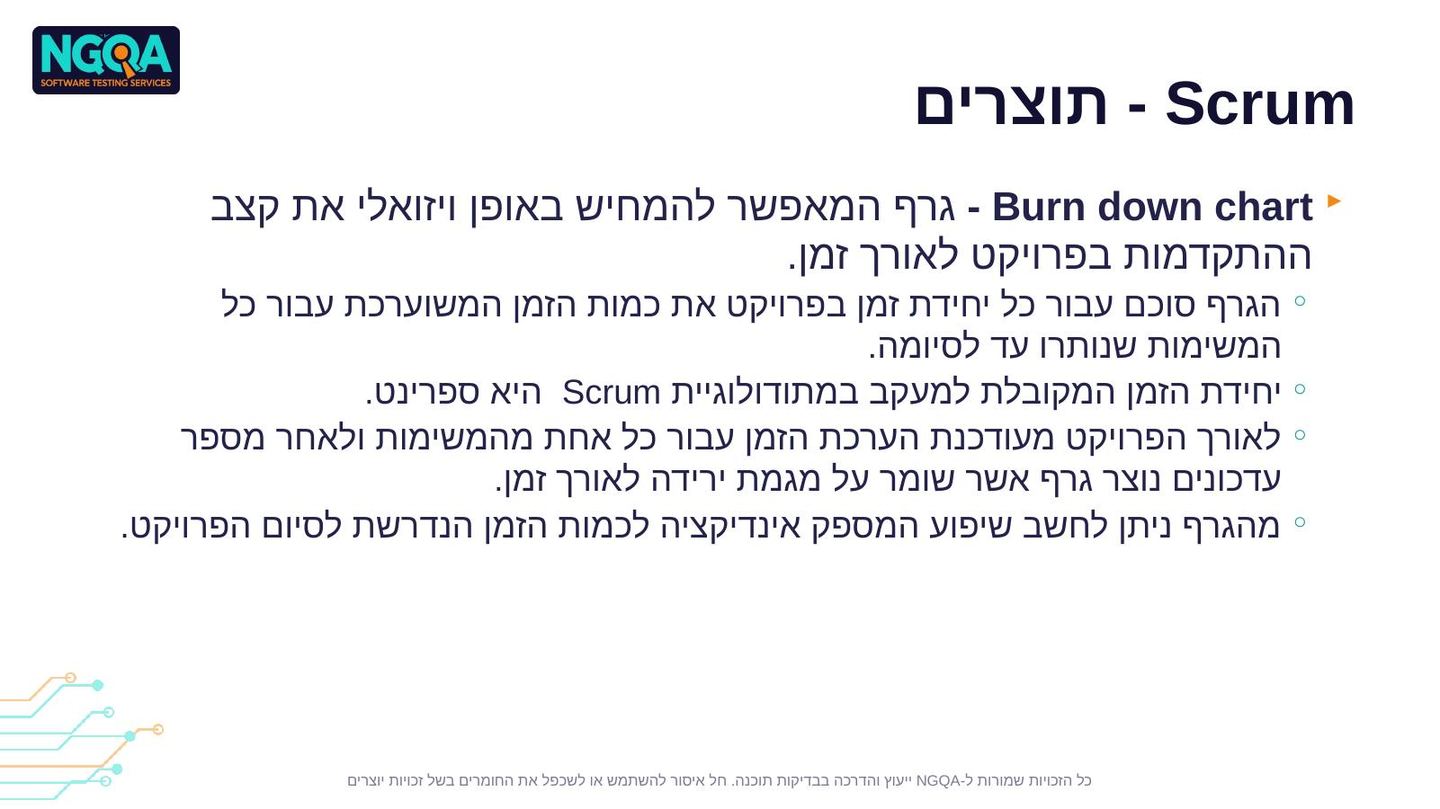 NGQA
SOFTWARE TESTING SERVICES
Scrum - תוצרים
Burn down chart - גרף המאפשר להמחיש באופן ויזואלי את קצב
ההתקדמות בפרויקט לאורך זמן.
הגרף סוכם עבור כל יחידת זמן בפרויקט את כמות הזמן המשוערכת עבור כל
המשימות שנותרו עד לסיומה.
יחידת הזמן המקובלת למעקב במתודולוגיית Scrum היא ספרינט.
לאורך הפרויקט מעודכנת הערכת הזמן עבור כל אחת מהמשימות ולאחר מספר
עדכונים נוצר גרף אשר שומר על מגמת ירידה לאורך זמן.
מהגרף ניתן לחשב שיפוע המספק אינדיקציה לכמות הזמן הנדרשת לסיום הפרויקט.
כל הזכויות שמורות ל-NGQA ייעוץ והדרכה בבדיקות תוכנה. חל איסור להשתמש או לשכפל את החומרים בשל זכויות יוצרים